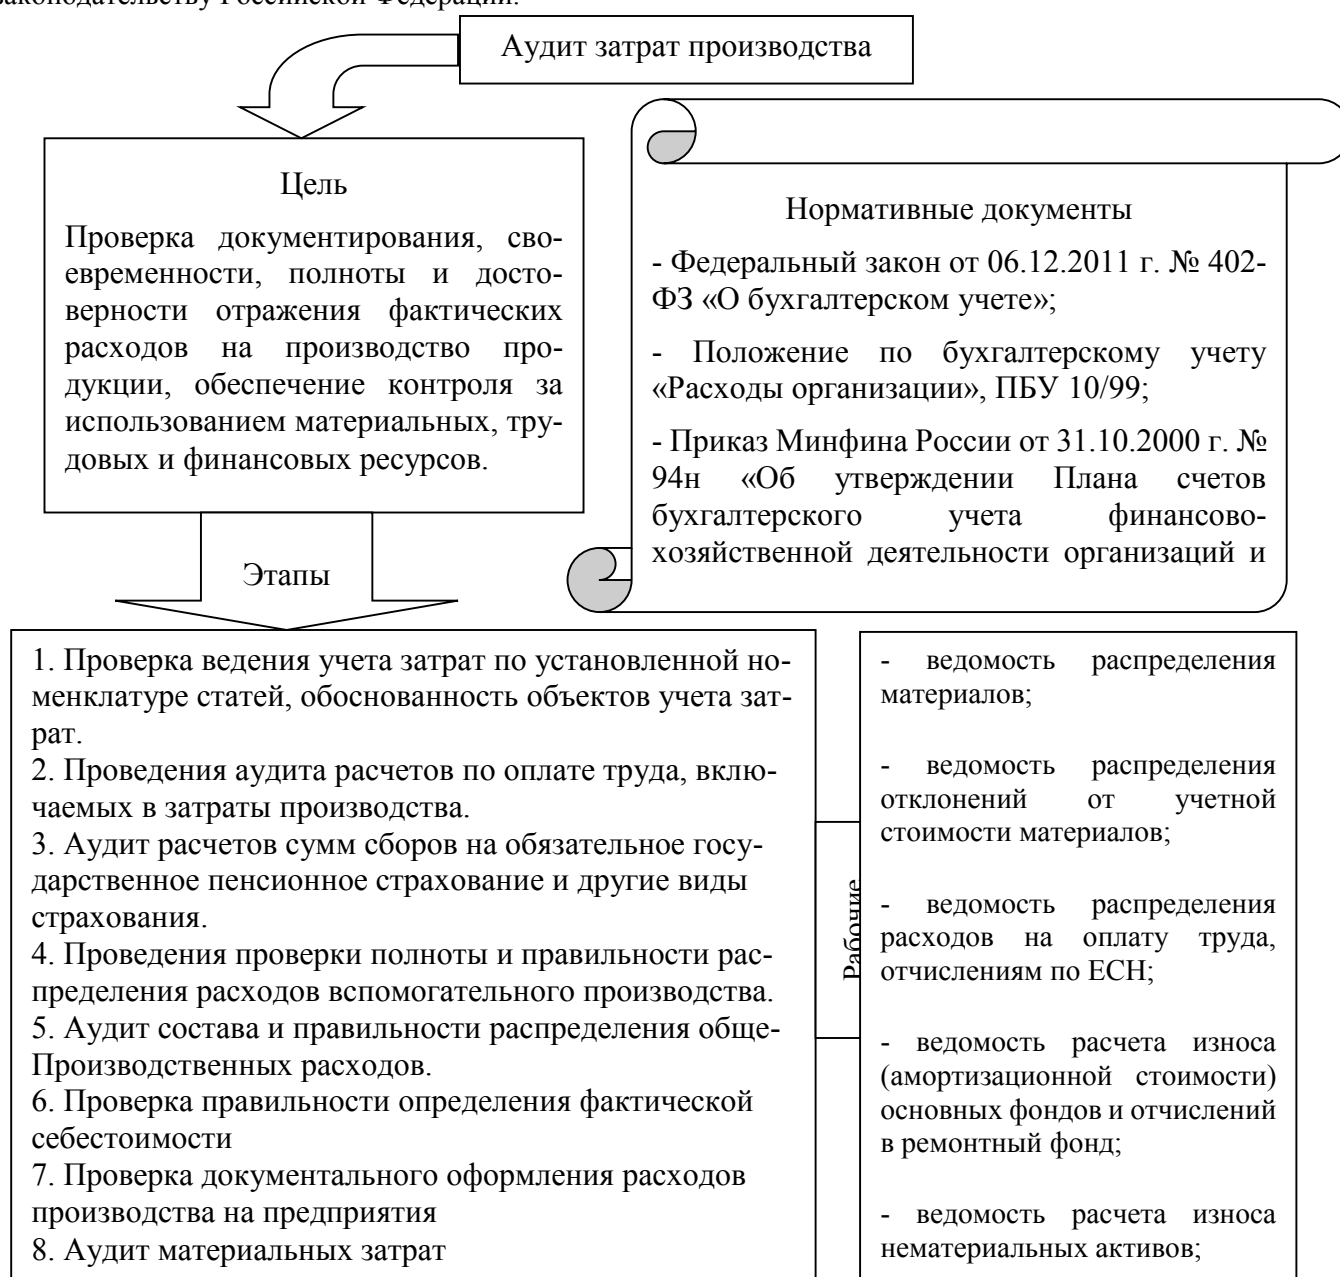 законодательству Российской Федерации.
Аудит затрат производства
Цель
Проверка документирования, сво-
евременности, полноты и досто-
верности отражения фактических
расходов на производство про-
дукции, обеспечение контроля за
использованием материальных, тру-
довых и финансовых ресурсов.
Нормативные документы
- Федеральный закон от 06.12.2011 г. № 402-
ФЗ «О бухгалтерском учете»;
- Положение по бухгалтерскому учету
«Расходы организации», ПБУ 10/99;
- Приказ Минфина России от 31.10.2000 г. №
94н «Об утверждении Плана счетов
бухгалтерского учета финансово-
хозяйственной деятельности организаций и
Этапы
1. Проверка ведения учета затрат по установленной но-
менклатуре статей, обоснованность объектов учета зат-
рат.
2. Проведения аудита расчетов по оплате труда, вклю-
чаемых в затраты производства.
3. Аудит расчетов сумм сборов на обязательное госу-
дарственное пенсионное страхование и другие виды
страхования.
4. Проведения проверки полноты и правильности рас-
пределения расходов вспомогательного производства.
5. Аудит состава и правильности распределения обще-
Производственных расходов.
6. Проверка правильности определения фактической
себестоимости
7. Проверка документального оформления расходов
производства на предприятия
8. Аудит материальных затрат
Рабочие
- ведомость распределения
материалов;
- ведомость распределения
отклонений от учетной
стоимости материалов;
- ведомость распределения
расходов на оплату труда,
отчислениям по ЕСН;
- ведомость расчета износа
(амортизационной стоимости)
основных фондов и отчислений
в ремонтный фонд;
- ведомость расчета износа
нематериальных активов;